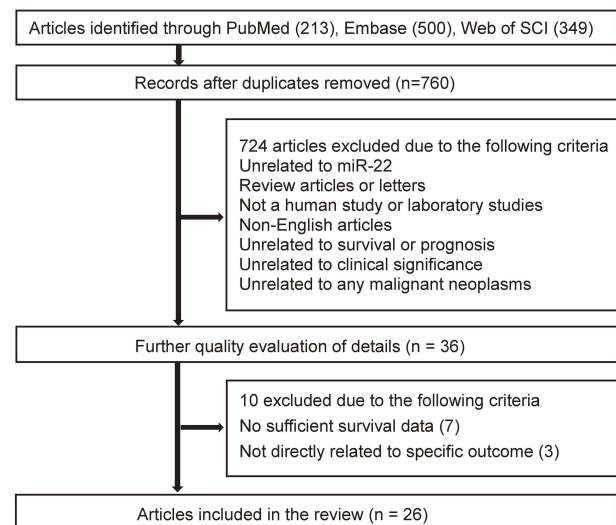 Articles identified through PubMed (213), Embase (500), Web of SCI (349)
Records after duplicates removed (n=760)
724 articles excluded due to the following criteria
Unrelated to miR-22
Review articles or letters
Not a human study or laboratory studies
Non-English articles
Unrelated to survival or prognosis
Unrelated to clinical significance
Unrelated to any malignant neoplasms
Further quality evaluation of details (n = 36)
10 excluded due to the following criteria
No sufficient survival data (7)
Not directly related to specific outcome (3)
Articles included in the review (n = 26)